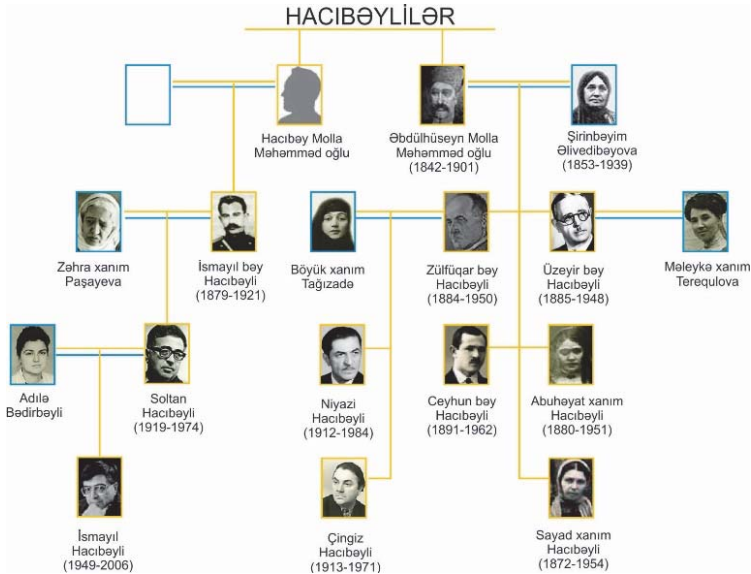 HACIBƏYLİLƏR
Hacıbəy Molla
Məhəmməd oğlu
Əbdülhüseyn Molla
Məhəmməd oğlu
(1842-1901)
Şirinbəyim
Əlivedibəyova
(1853-1939)
Zəhra xanım
Paşayeva
İsmayıl bəy
Hacıbəyli
(1879-1921)
Böyük xanım
Tağızadə
Zülfüqar bəy
Hacıbəyli
(1884-1950)
Üzeyir bəy
Hacıbəyli
(1885-1948)
Məleykə xanım
Terequlova
Adılə
Bədirbəyli
Soltan
Hacıbəyli
(1919-1974)
Niyazi
Hacıbəyli
(1912-1984)
Ceyhun bəy
Hacıbəyli
(1891-1962)
Abuhəyat xanım
Hacıbəyli
(1880-1951)
İsmayıl
Hacıbəyli
(1949-2006)
Çingiz
Hacıbəyli
(1913-1971)
Sayad xanım
Hacıbəyli
(1872-1954)